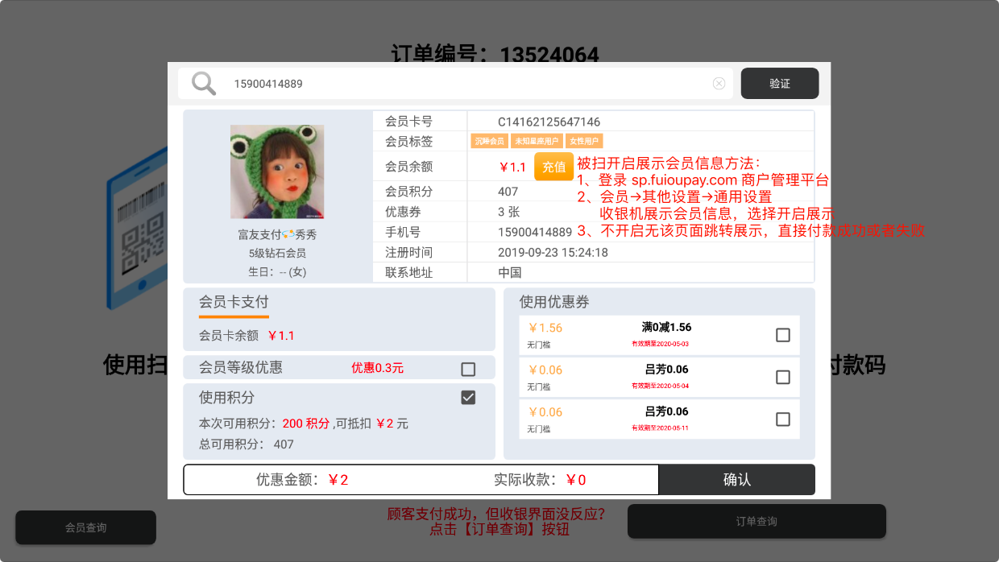 订单编号：13524064
15900414889
验证
会员卡号 C14162125647146
会员标签 沉睡会员 未知星座用户 女性用户
会员余额 ￥1.1 充值
会员积分 407
优惠券 3 张
手机号 15900414889
注册时间 2019-09-23 15:24:18
联系地址 中国
富友支付💫秀秀
5级钻石会员
生日：-- (女)
被扫开启展示会员信息方法：
1、登录 sp.fuioupay.com 商户管理平台
2、会员→其他设置→通用设置
收银机展示会员信息，选择开启展示
3、不开启无该页面跳转展示，直接付款成功或者失败
会员卡支付
会员卡余额 ￥1.1
会员等级优惠 优惠0.3元
使用积分
本次可用积分：200 积分 ,可抵扣 ￥2 元
总可用积分： 407
使用优惠券
￥1.56 满0减1.56
无门槛 有效期至2020-05-03
￥0.06 吕芳0.06
无门槛 有效期至2020-05-04
￥0.06 吕芳0.06
无门槛 有效期至2020-05-11
优惠金额：￥2 实际收款：￥0 确认
使用扫
付款码
会员查询
顾客支付成功，但收银界面没反应?
点击【订单查询】按钮
订单查询